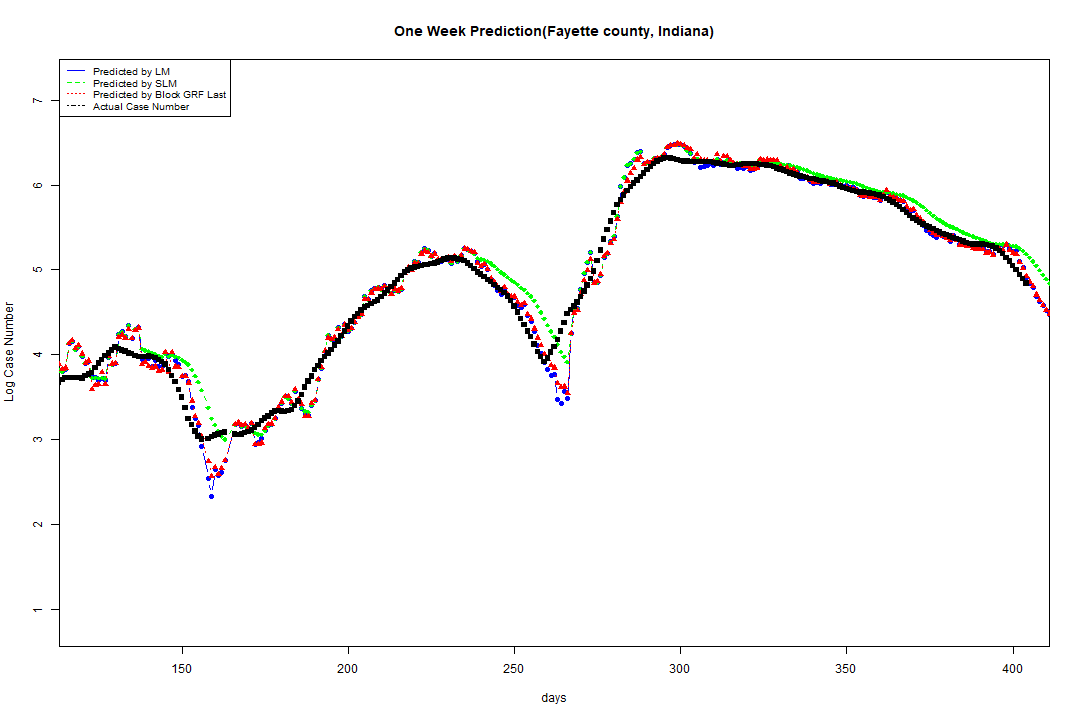 One Week Prediction(Fayette county, Indiana)
Predicted by LM
Predicted by SLM
Predicted by Block GRF Last
Actual Case Number
7
6
5
4
3
2
1
Log Case Number
150 200 250 300 350 400
days